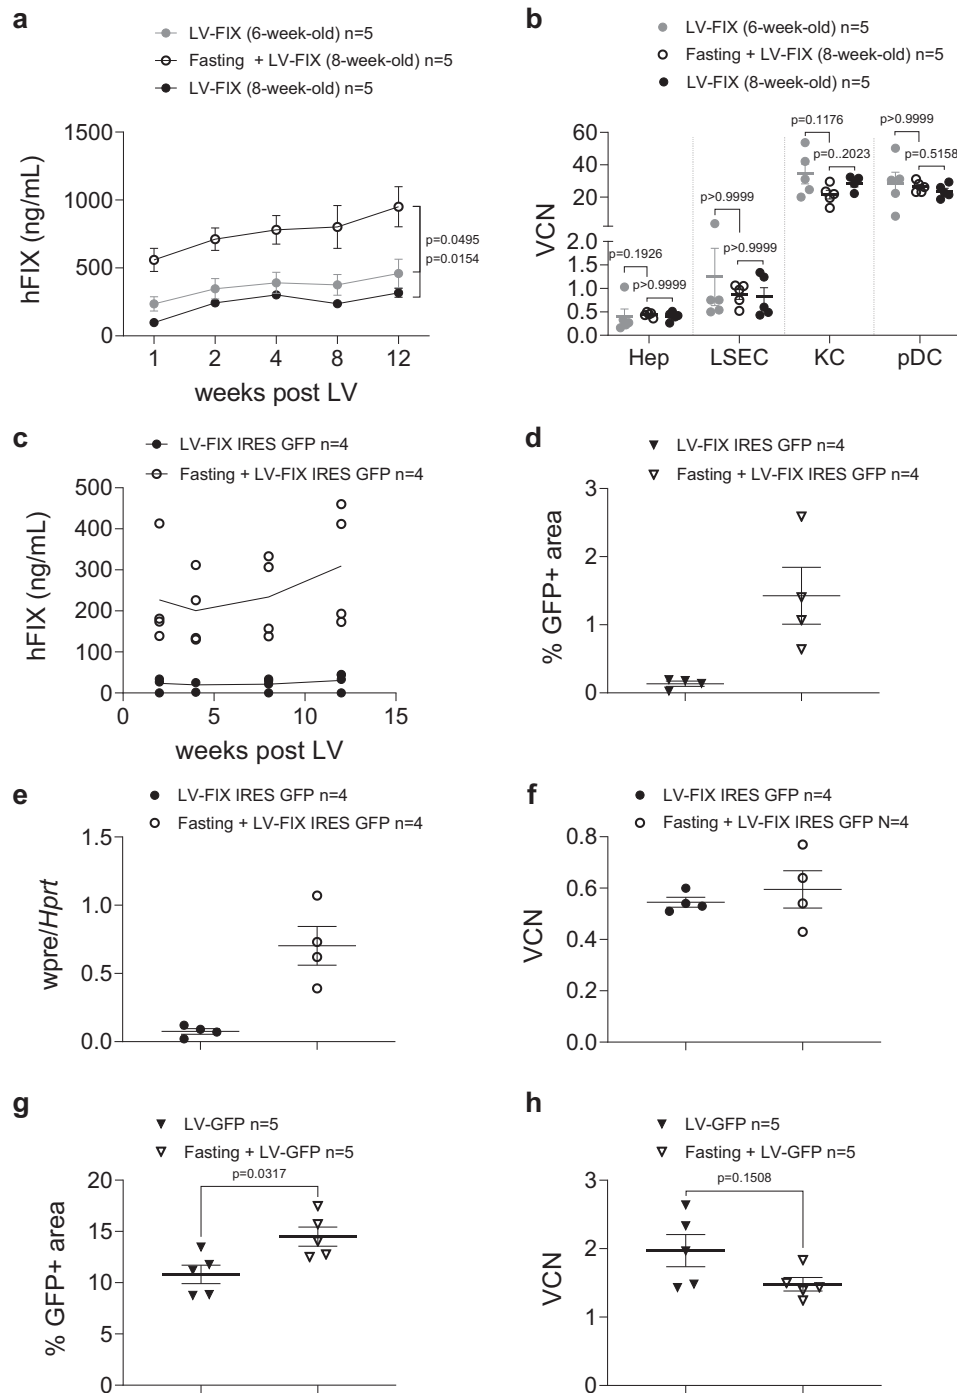 a
LV-FIX (6-week-old) n=5
Fasting + LV-FIX (8-week-old) n=5
LV-FIX (8-week-old) n=5
1500
1000
500
0
hFIX (ng/mL)
p=0.0495
p=0.0154
1 2 4 8 12
weeks post LV
b
LV-FIX (6-week-old) n=5
Fasting + LV-FIX (8-week-old) n=5
LV-FIX (8-week-old) n=5
60
40
20
2.0
1.5
1.0
0.5
0.0
VCN
p=0.1926
p>0.9999
p>0.9999
p>0.9999
p=0.1176
p=0..2023
p>0.9999
p=0.5158
Hep LSEC KC pDC
c
LV-FIX IRES GFP n=4
Fasting + LV-FIX IRES GFP n=4
500
400
300
200
100
0
hFIX (ng/mL)
0 5 10 15
weeks post LV
d
LV-FIX IRES GFP n=4
Fasting + LV-FIX IRES GFP n=4
3
2
1
0
% GFP+ area
e
LV-FIX IRES GFP n=4
Fasting + LV-FIX IRES GFP n=4
1.5
1.0
0.5
0.0
wpre/Hprt
f
LV-FIX IRES GFP n=4
Fasting + LV-FIX IRES GFP N=4
0.8
0.6
0.4
0.2
0.0
VCN
g
LV-GFP n=5
Fasting + LV-GFP n=5
p=0.0317
20
15
10
5
0
% GFP+ area
h
LV-GFP n=5
Fasting + LV-GFP n=5
p=0.1508
3
2
1
0
VCN